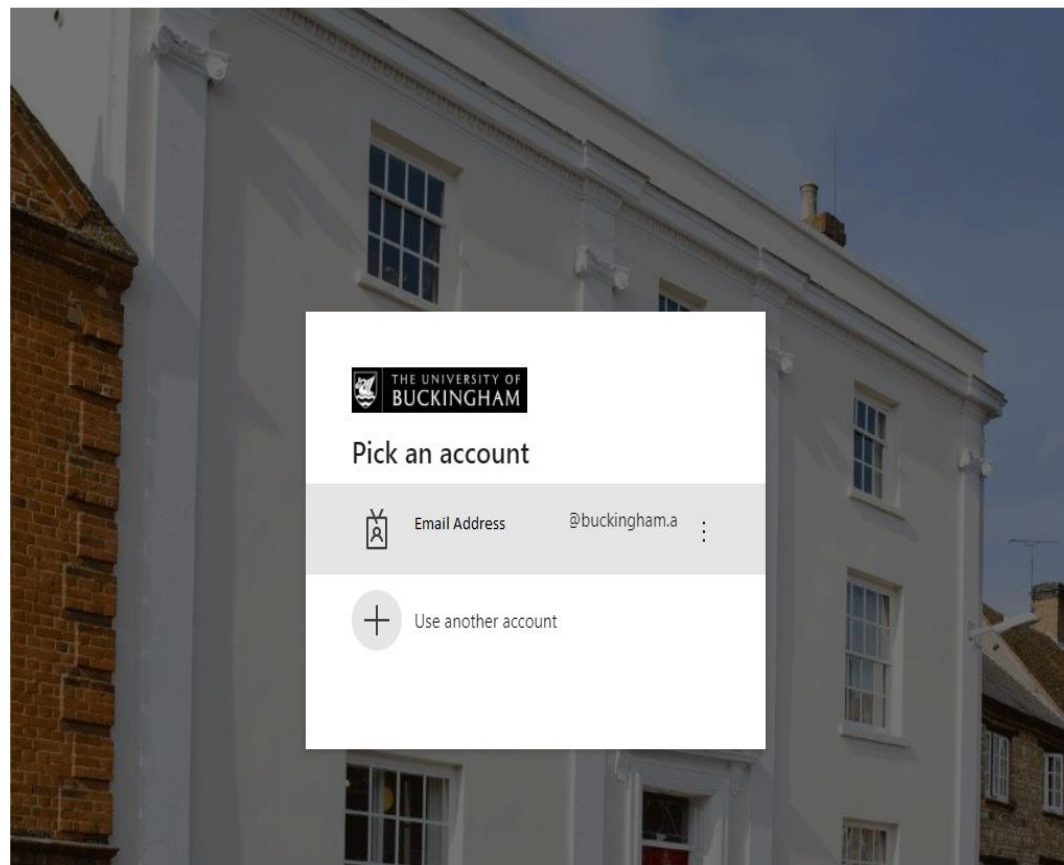 THE UNIVERSITY OF
BUCKINGHAM
Pick an account
Email Address @buckingham.a
Use another account